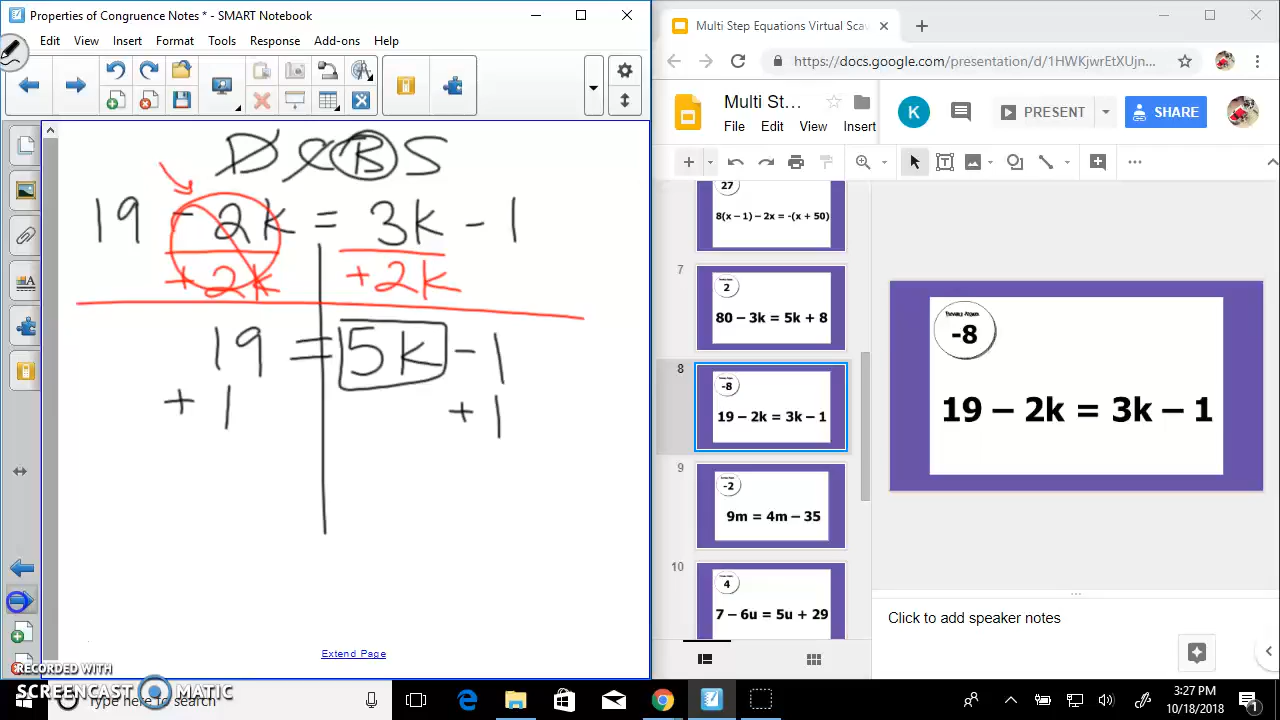 Properties of Congruence Notes * - SMART Notebook
Edit View Insert Format Tools Response Add-ons Help
D C B S
19 - 2k = 3k - 1
+ 2k + 2k
19 = 5k - 1
+ 1 + 1
Extend Page
RECORDED WITH
SCREENCAST MATIC
Type here to search
Multi Step Equations Virtual Scav
https://docs.google.com/presentation/d/1HWKjwrEtXUjn...
Multi St...
File Edit View Insert
K
PRESENT
SHARE
27
8(x – 1) – 2x = -(x + 50)
7
2
80 – 3k = 5k + 8
8
-8
19 – 2k = 3k – 1
9
-2
9m = 4m – 35
10
4
7 – 6u = 5u + 29
-8
19 – 2k = 3k – 1
Click to add speaker notes
3:27 PM
10/18/2018
1